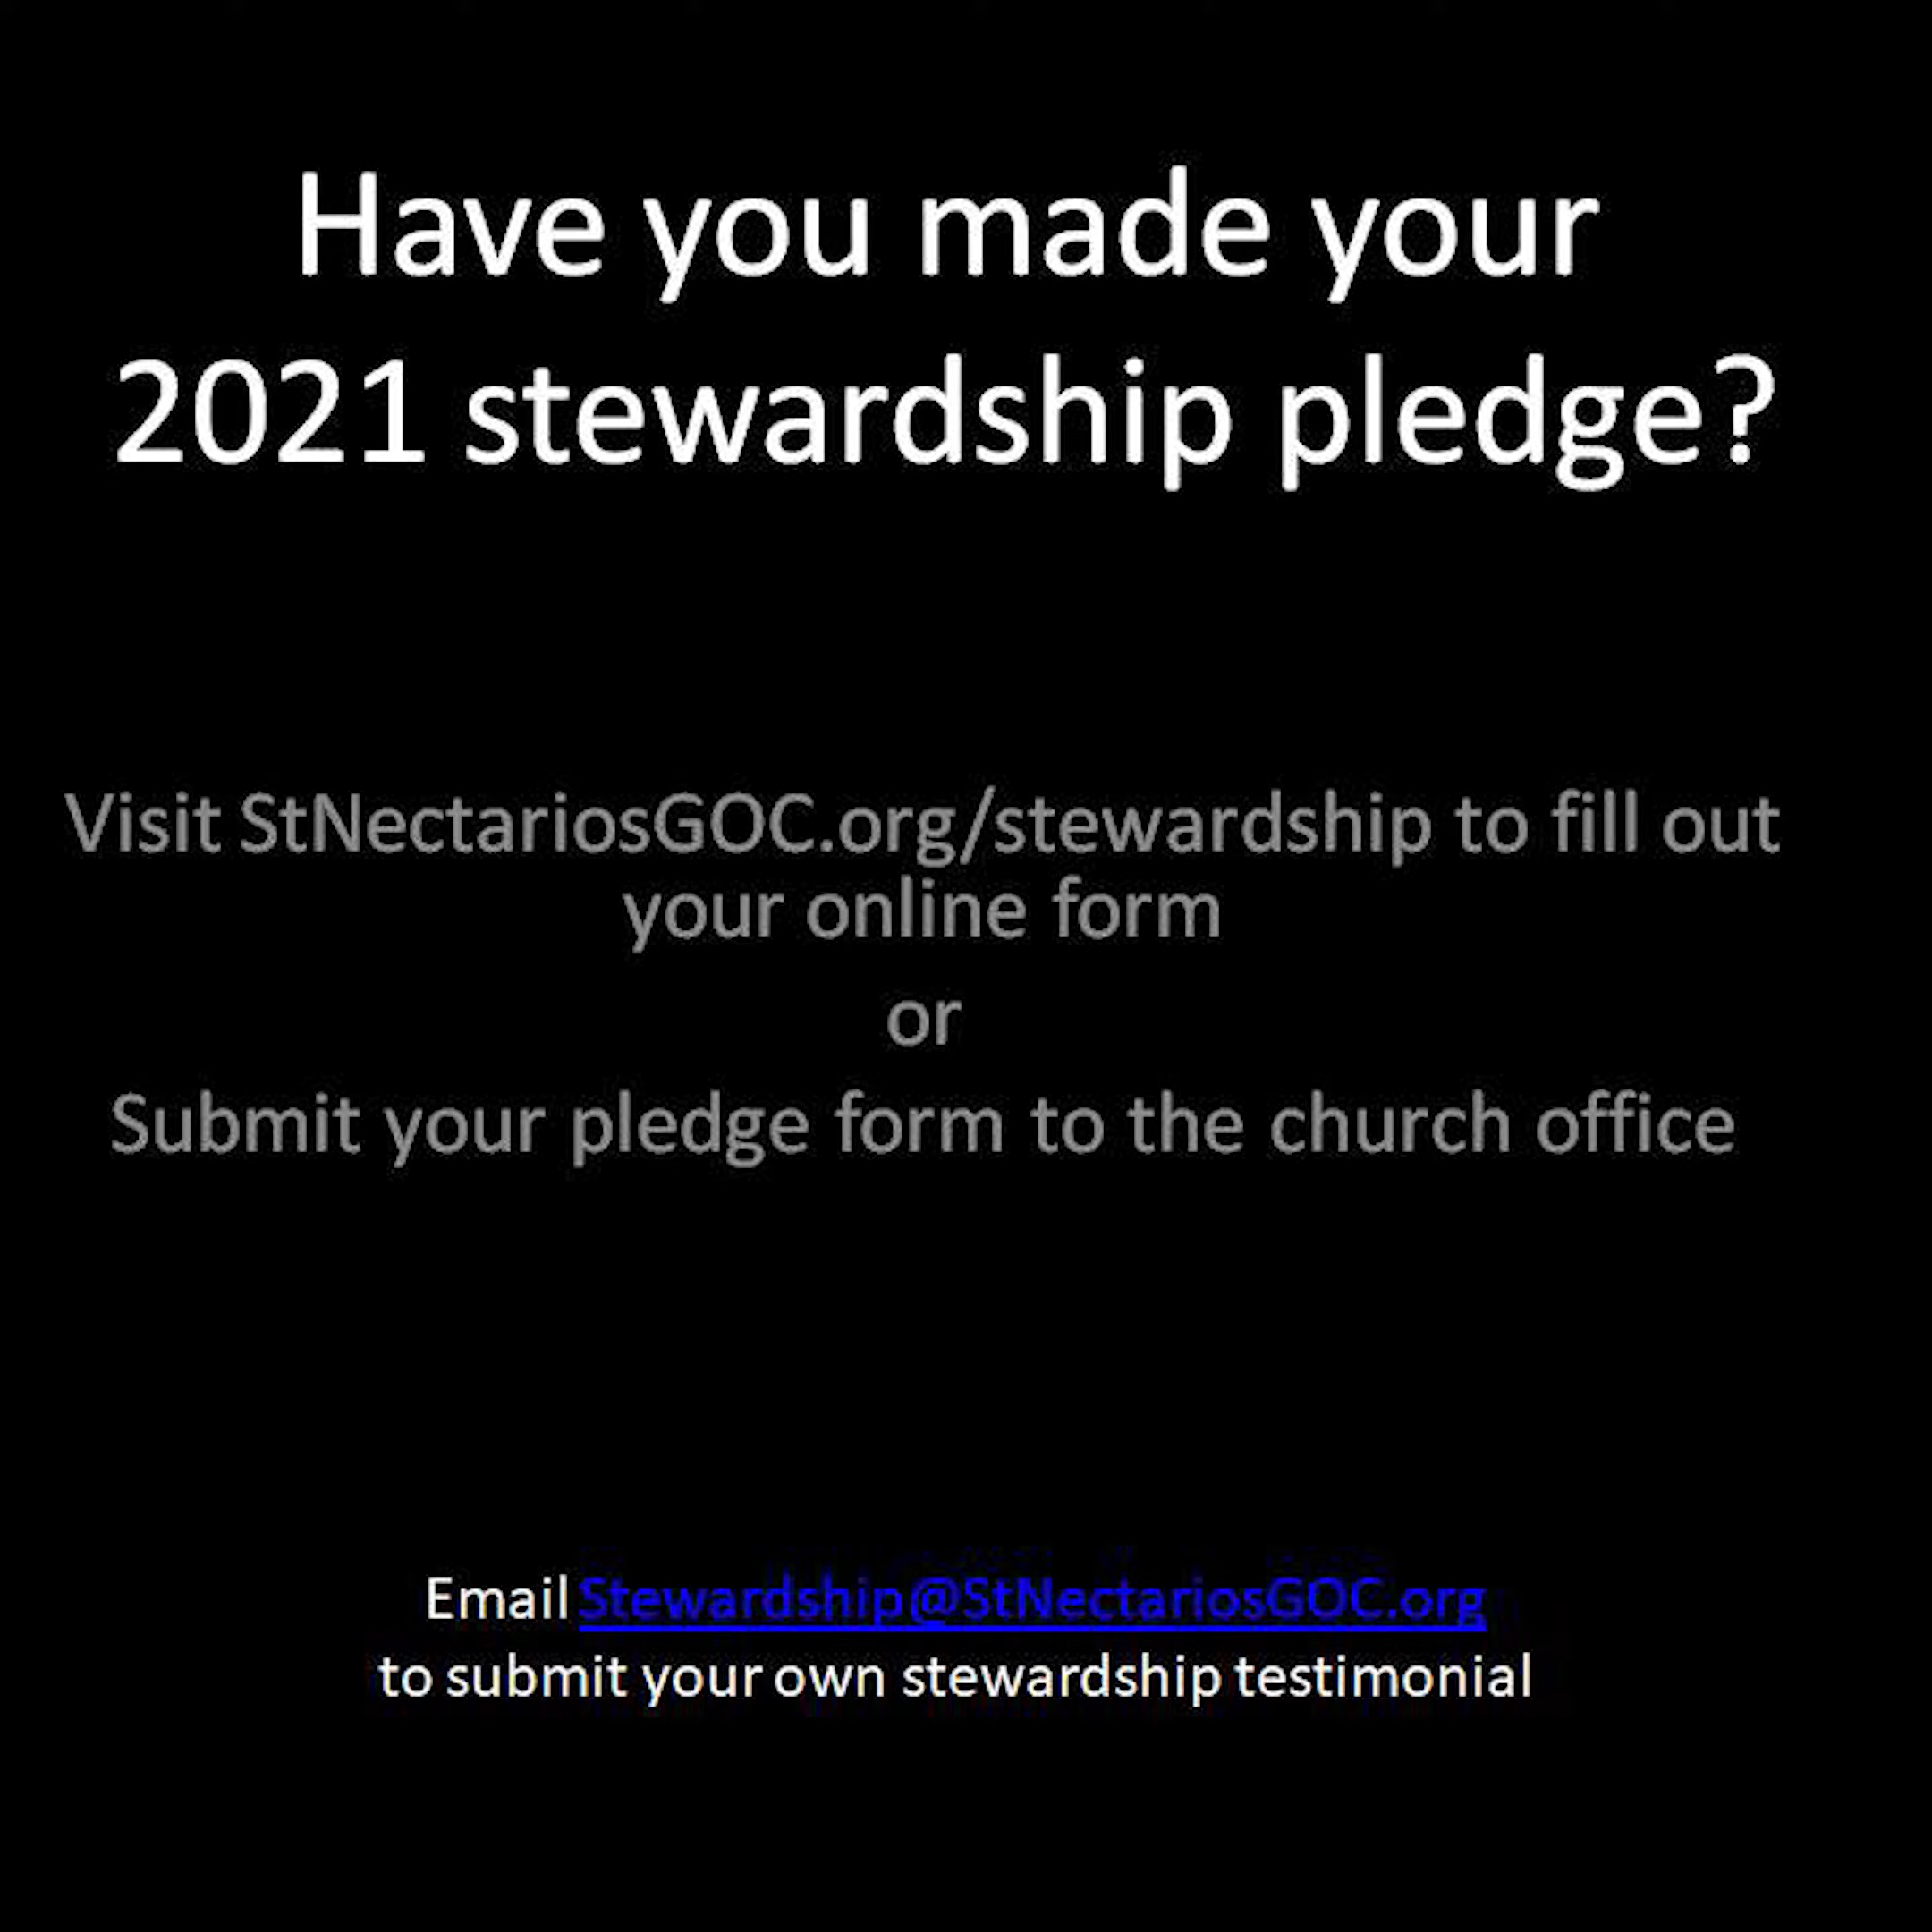 Have you made your
2021 stewardship pledge?
Visit StNectariosGOC.org/stewardship to fill out
your online form
or
Submit your pledge form to the church office
Email Stewardship@StNectariosGOC.org
to submit your own stewardship testimonial